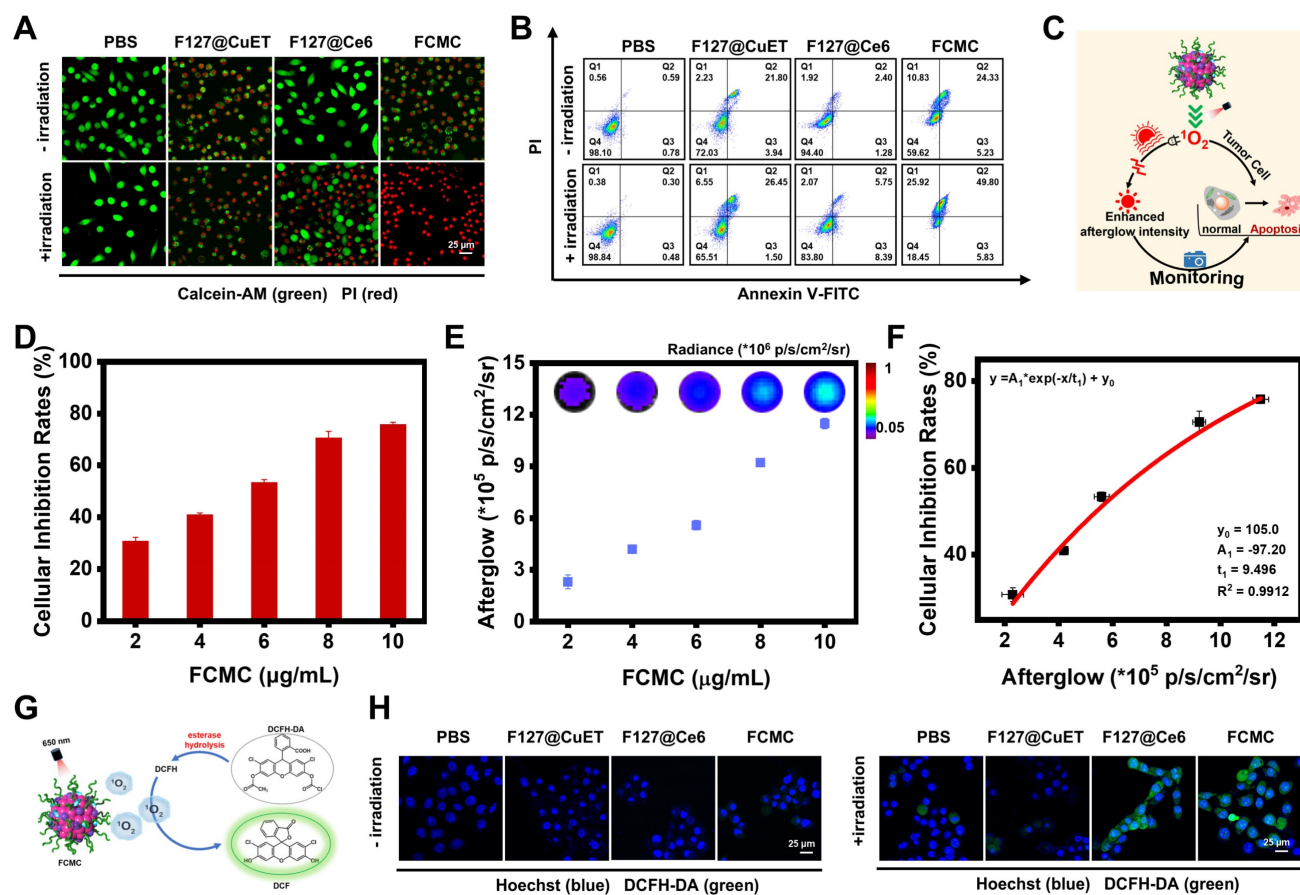 A
PBS F127@CuET F127@Ce6 FCMC
- irradiation
+irradiation
25 μm
Calcein-AM (green) PI (red)
B
PBS F127@CuET F127@Ce6 FCMC
PI
- irradiation
Q1 Q2 Q1 Q2 Q1 Q2 Q1 Q2
0.56 0.59 2.23 21.80 1.92 2.40 10.83 24.33
Q4 Q3 Q4 Q3 Q4 Q3 Q4 Q3
98.10 0.78 72.03 3.94 94.40 1.28 59.62 5.23
+ irradiation
Q1 Q2 Q1 Q2 Q1 Q2 Q1 Q2
0.38 0.30 6.55 26.45 2.07 5.75 25.92 49.80
Q4 Q3 Q4 Q3 Q4 Q3 Q4 Q3
98.84 0.48 65.51 1.50 83.80 8.39 18.45 5.83
Annexin V-FITC
C
¹O₂
Tumor Cell
Enhanced
afterglow intensity
normal Apoptosis
Monitoring
D
Cellular Inhibition Rates (%)
100
80
60
40
20
0
2 4 6 8 10
FCMC (μg/mL)
E
Radiance (*10⁶ p/s/cm²/sr)
1
0.05
Afterglow (*10⁵ p/s/cm²/sr)
15
12
9
6
3
0
2 4 6 8 10
FCMC (μg/mL)
F
Cellular Inhibition Rates (%)
y =A₁*exp(-x/t₁) + y₀
80
60
40
y₀ = 105.0
A₁ = -97.20
t₁ = 9.496
R² = 0.9912
2 4 6 8 10 12
Afterglow (*10⁵ p/s/cm²/sr)
G
650 nm
¹O₂
¹O₂
¹O₂
FCMC
DCFH
esterase
hydrolysis
DCFH-DA
COOH
Cl Cl
O O O
CH₃ Cl
O O
O
O
Cl Cl
HO O OH
DCF
H
PBS F127@CuET F127@Ce6 FCMC
- irradiation
25 μm
Hoechst (blue) DCFH-DA (green)
PBS F127@CuET F127@Ce6 FCMC
+irradiation
25 μm
Hoechst (blue) DCFH-DA (green)